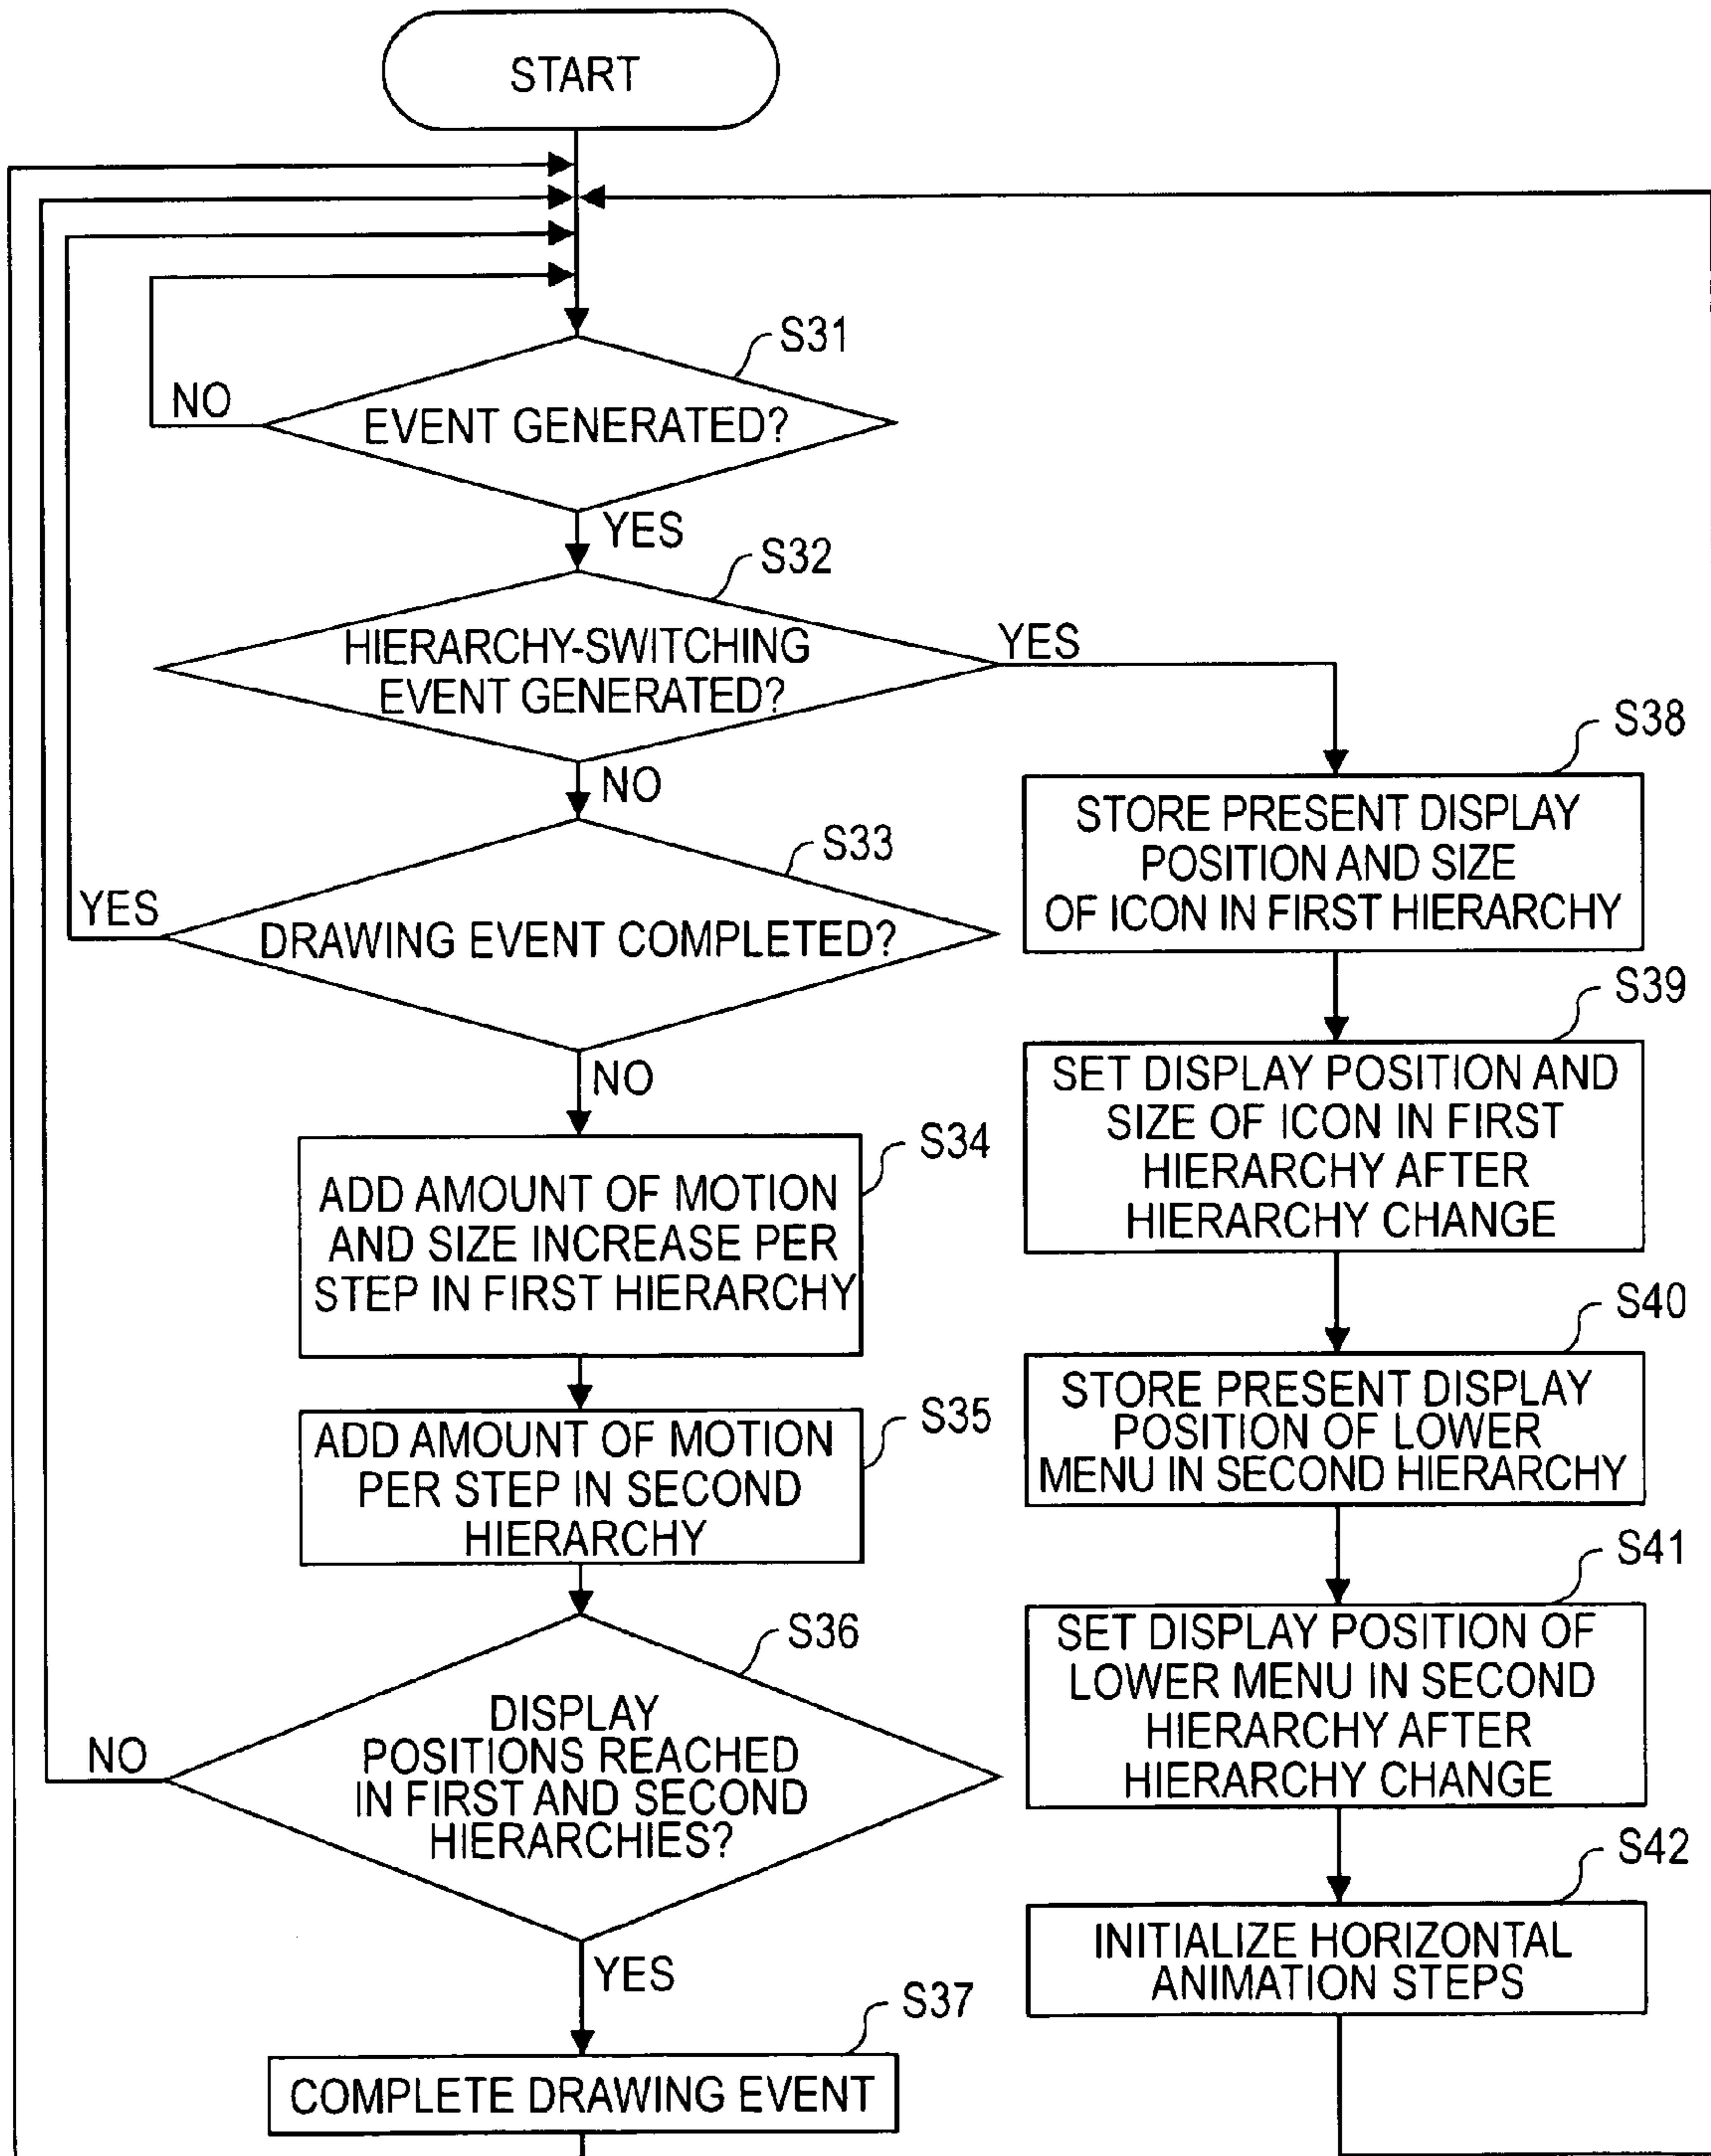 START
S31
NO
EVENT GENERATED?
YES
S32
HIERARCHY-SWITCHING
EVENT GENERATED?
YES
NO
S33
YES
DRAWING EVENT COMPLETED?
NO
S34
ADD AMOUNT OF MOTION
AND SIZE INCREASE PER
STEP IN FIRST HIERARCHY
S35
ADD AMOUNT OF MOTION
PER STEP IN SECOND
HIERARCHY
S36
DISPLAY
POSITIONS REACHED
IN FIRST AND SECOND
HIERARCHIES?
NO
YES
S37
COMPLETE DRAWING EVENT
S38
STORE PRESENT DISPLAY
POSITION AND SIZE
OF ICON IN FIRST HIERARCHY
S39
SET DISPLAY POSITION AND
SIZE OF ICON IN FIRST
HIERARCHY AFTER
HIERARCHY CHANGE
S40
STORE PRESENT DISPLAY
POSITION OF LOWER
MENU IN SECOND HIERARCHY
S41
SET DISPLAY POSITION OF
LOWER MENU IN SECOND
HIERARCHY AFTER
HIERARCHY CHANGE
S42
INITIALIZE HORIZONTAL
ANIMATION STEPS